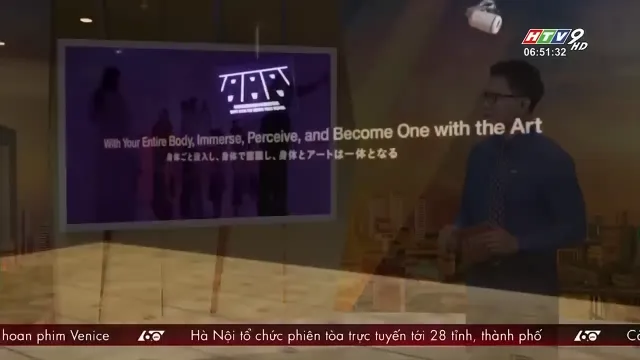 HTV9 HD
06:51:32
With Your Entire Body, Immerse, Perceive, and Become One with the Art
身体ごと没入し、身体で認識し、身体とアートは一体となる
hoan phim Venice
Hà Nội tổ chức phiên tòa trực tuyến tới 28 tỉnh, thành phố